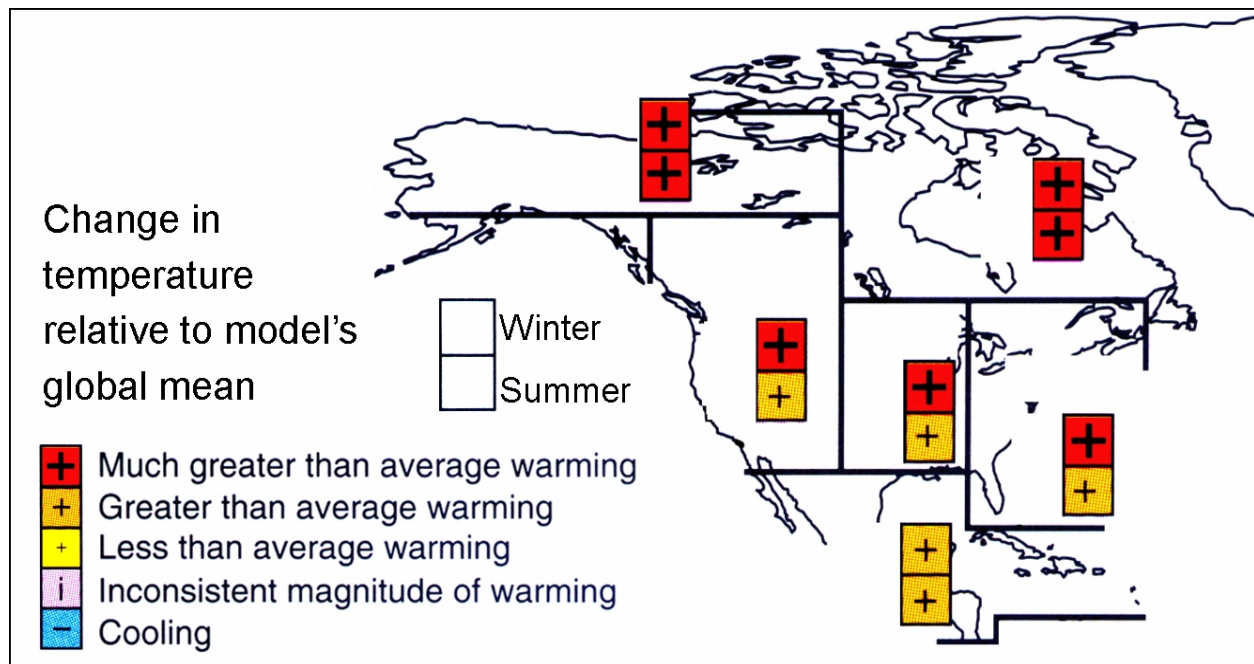 Change in
temperature
relative to model's
global mean
Winter
Summer
+ Much greater than average warming
+ Greater than average warming
+ Less than average warming
i Inconsistent magnitude of warming
− Cooling
+
+
+
+
+
+
+
+
+
+
+
+